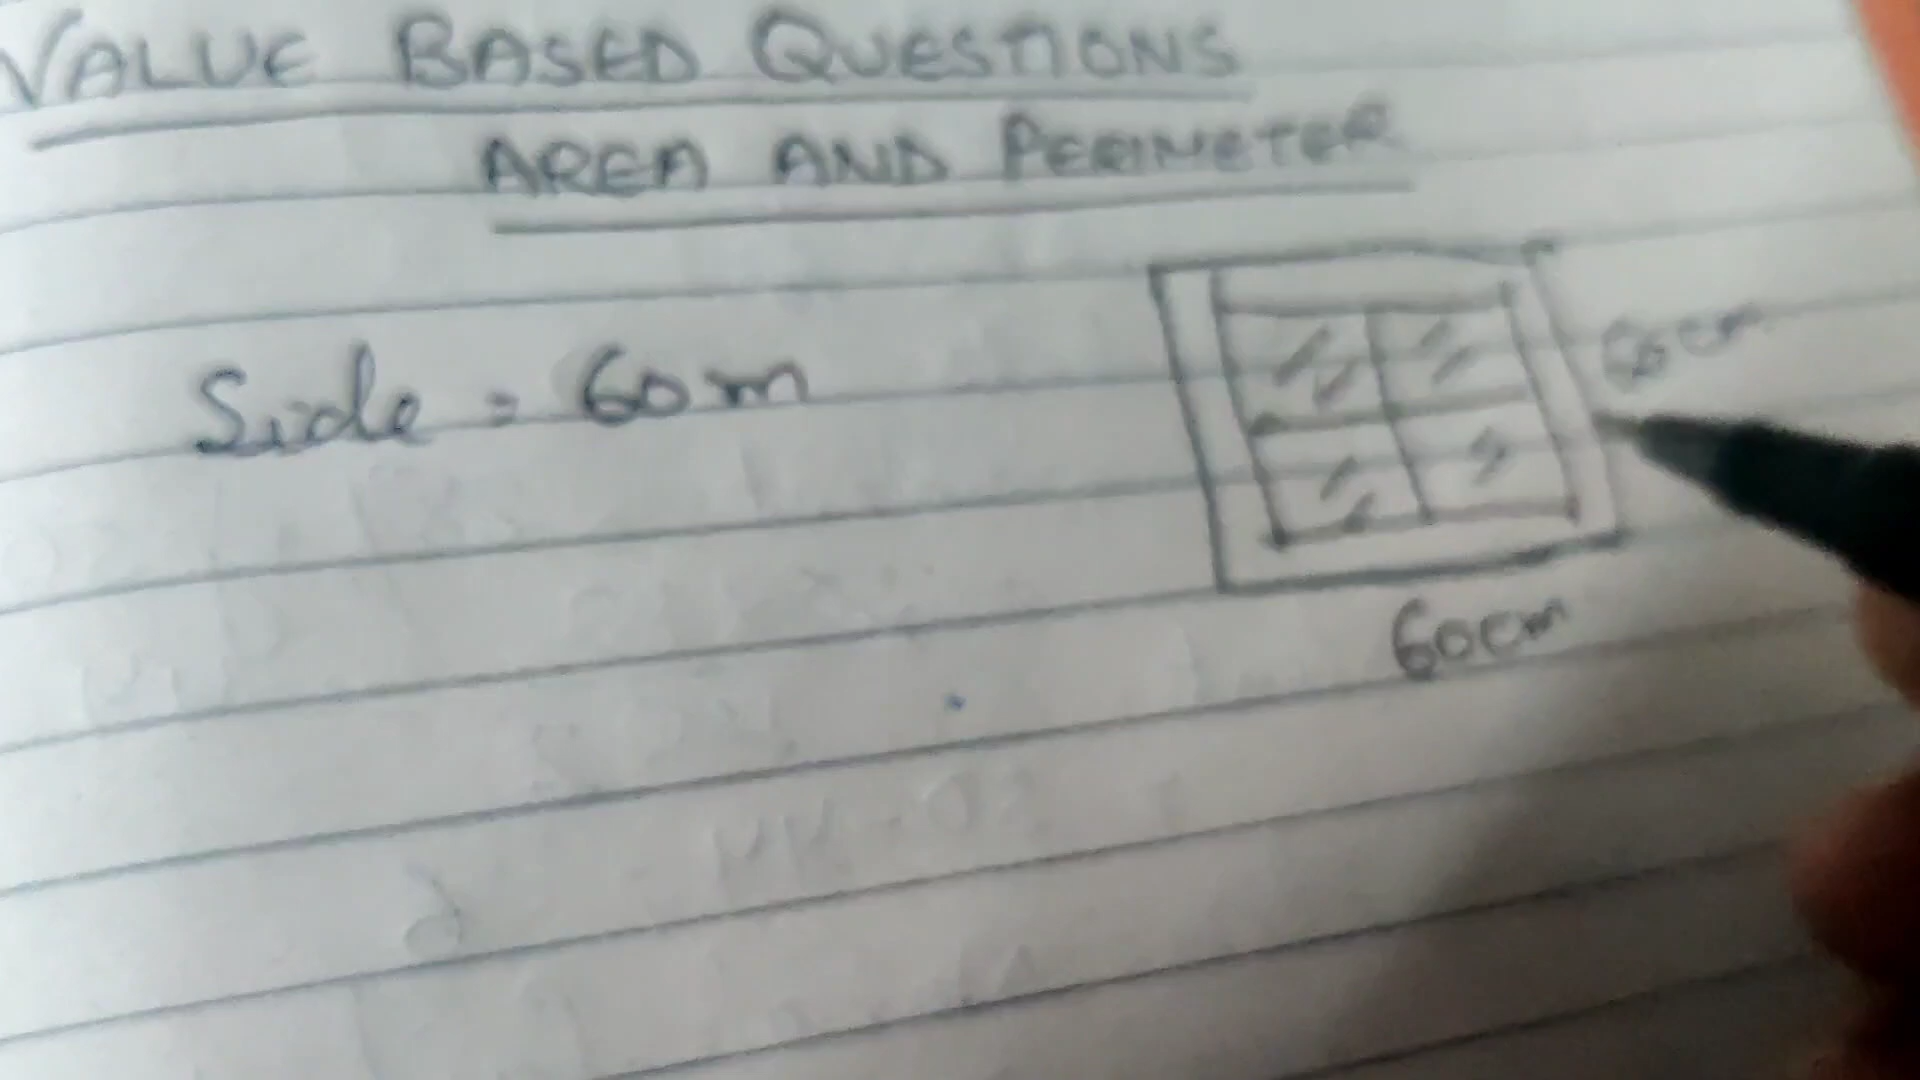 VALUE BASED QUESTIONS
AREA AND PERIMETER
Side = 60m
60cm
60cm